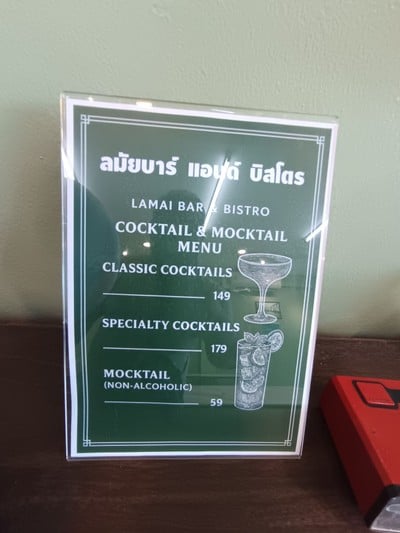 ลมัยบาร์ แอนด์ บิสโตร
LAMAI BAR & BISTRO
COCKTAIL & MOCKTAIL
MENU
CLASSIC COCKTAILS
149
SPECIALTY COCKTAILS
179
MOCKTAIL
(NON-ALCOHOLIC)
59